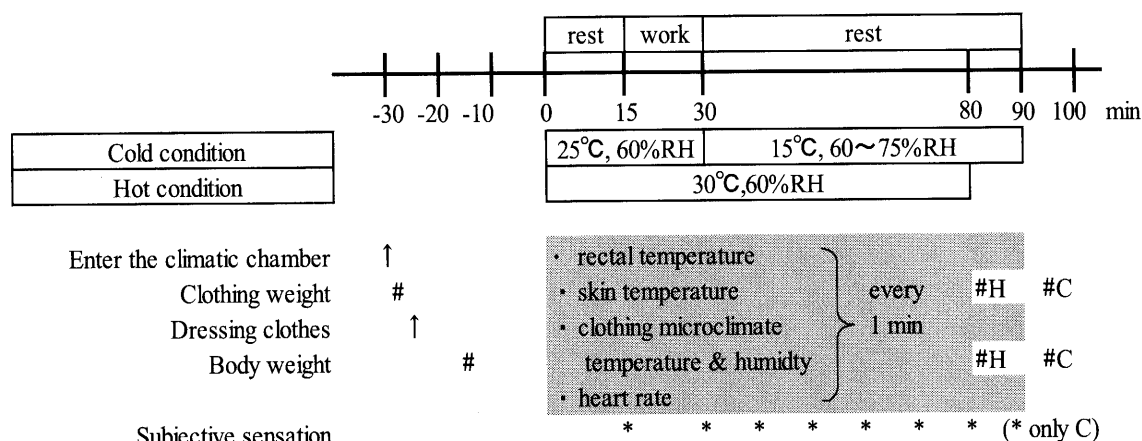 rest work rest
-30 -20 -10 0 15 30 80 90 100 min
Cold condition 25℃, 60%RH 15℃, 60～75%RH
Hot condition 30℃,60%RH
Enter the climatic chamber ↑ · rectal temperature
Clothing weight # · skin temperature every #H #C
Dressing clothes ↑ · clothing microclimate 1 min
Body weight # temperature & humidty #H #C
· heart rate
Subjective sensation * * * * * * * (* only C)